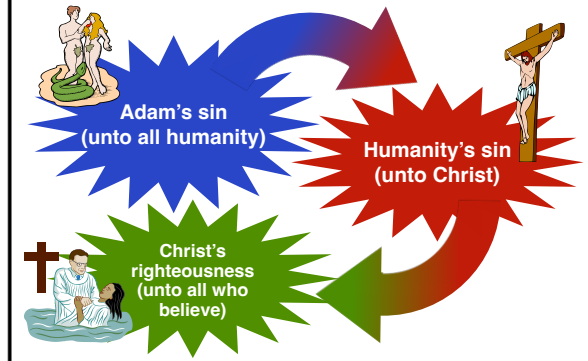 Adam's sin
(unto all humanity)
Humanity's sin
(unto Christ)
Christ's
righteousness
(unto all who
believe)